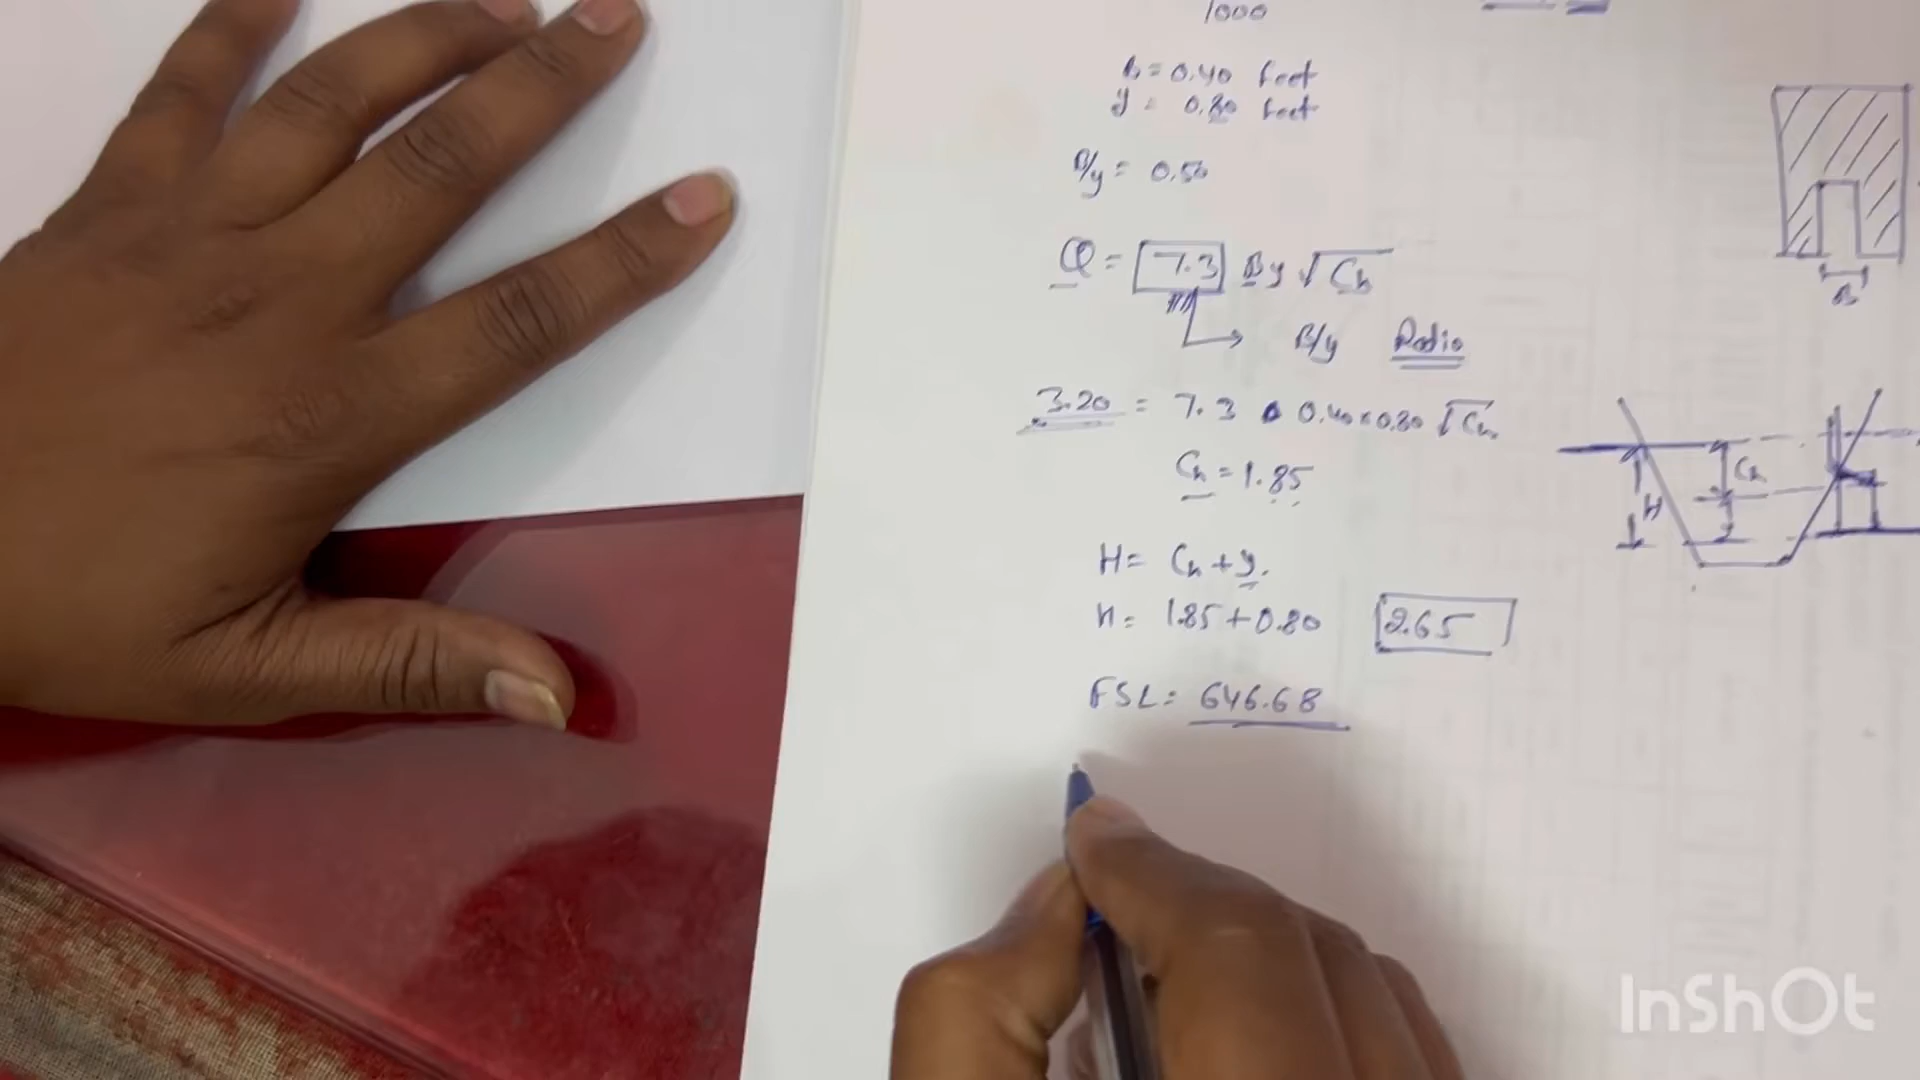 1000
B = 0.40 feet
y = 0.80 feet
B/y = 0.50
Q = 7.3 By √Ch
B/y Ratio
3.20 = 7.3 × 0.40 × 0.80 √Ch
Ch = 1.85
H = Ch + y.
H = 1.85 + 0.80 2.65
FSL = 646.68
B
Ch
H
InShOt